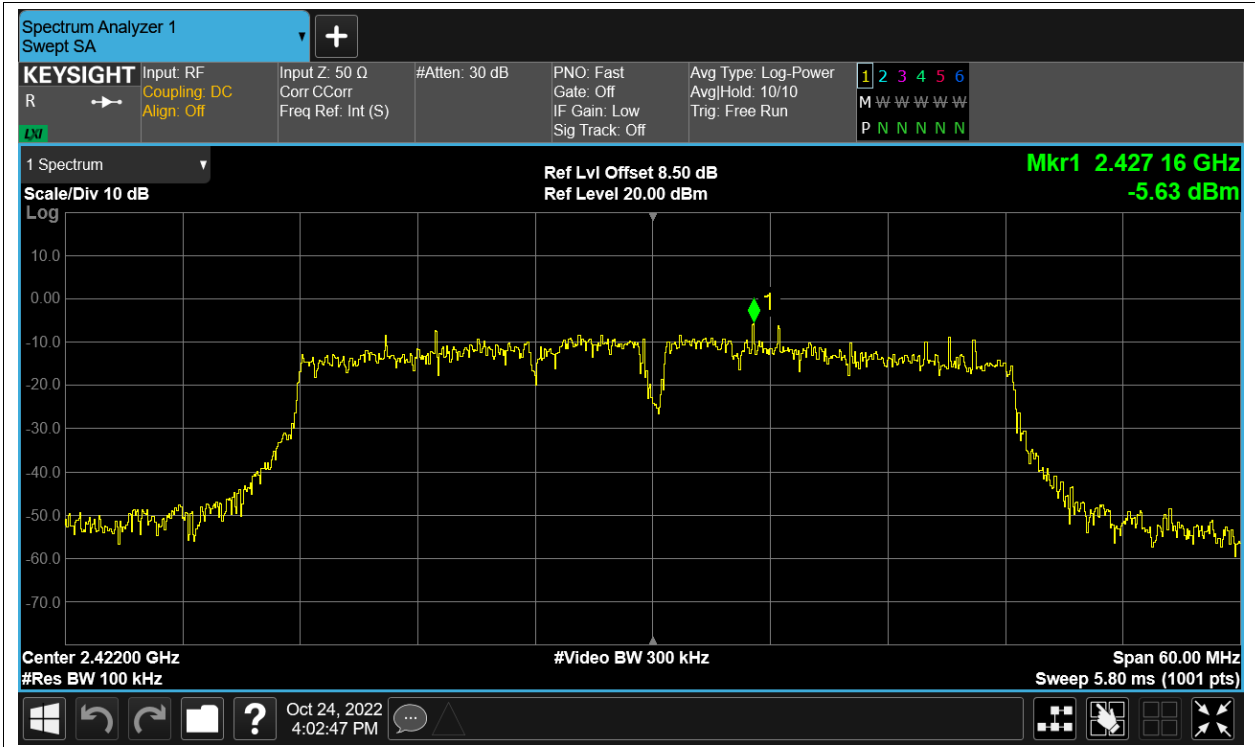 Spectrum Analyzer 1
Swept SA
KEYSIGHT
R
LXI
Input: RF
Coupling: DC
Align: Off
Input Z: 50 Ω
Corr CCorr
Freq Ref: Int (S)
#Atten: 30 dB
PNO: Fast
Gate: Off
IF Gain: Low
Sig Track: Off
Avg Type: Log-Power
Avg|Hold: 10/10
Trig: Free Run
1 2 3 4 5 6
M W W W W W
P N N N N N
1 Spectrum
Scale/Div 10 dB
Ref Lvl Offset 8.50 dB
Ref Level 20.00 dBm
Mkr1 2.427 16 GHz
-5.63 dBm
Log
10.0
0.00
-10.0
-20.0
-30.0
-40.0
-50.0
-60.0
-70.0
1
Center 2.42200 GHz
#Video BW 300 kHz
Span 60.00 MHz
#Res BW 100 kHz
Sweep 5.80 ms (1001 pts)
?
Oct 24, 2022
4:02:47 PM